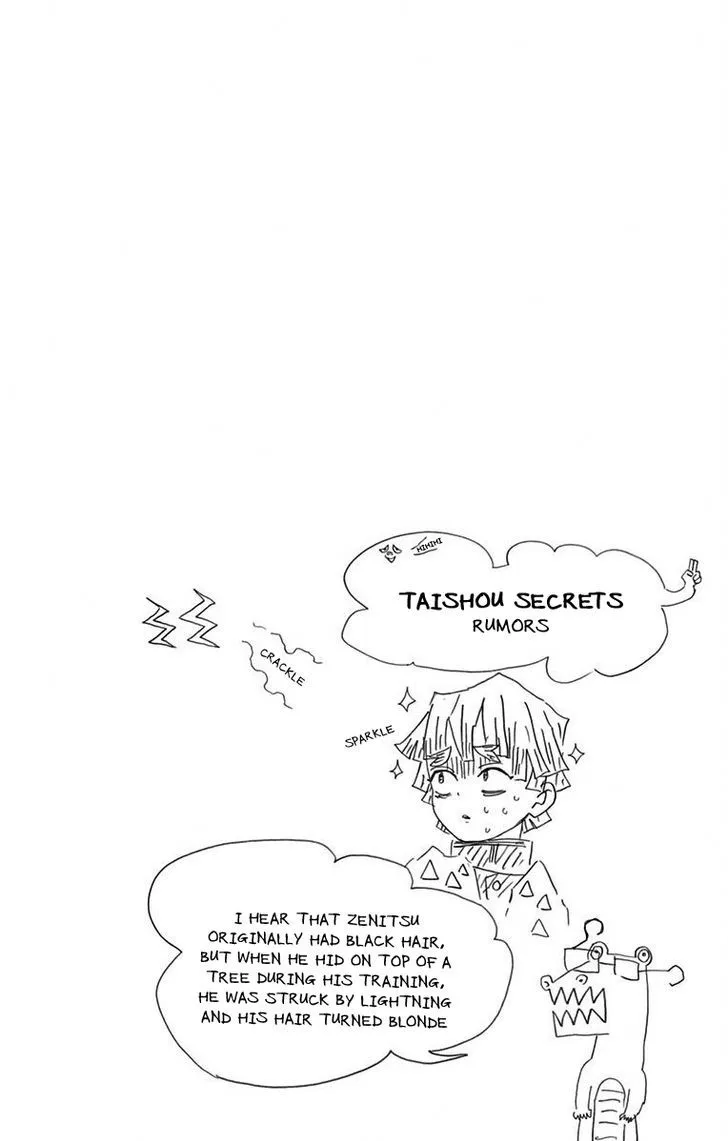 HIHIHI
TAISHOU SECRETS
RUMORS
CRACKLE
SPARKLE
I HEAR THAT ZENITSU
ORIGINALLY HAD BLACK HAIR,
BUT WHEN HE HID ON TOP OF A
TREE DURING HIS TRAINING,
HE WAS STRUCK BY LIGHTNING
AND HIS HAIR TURNED BLONDE